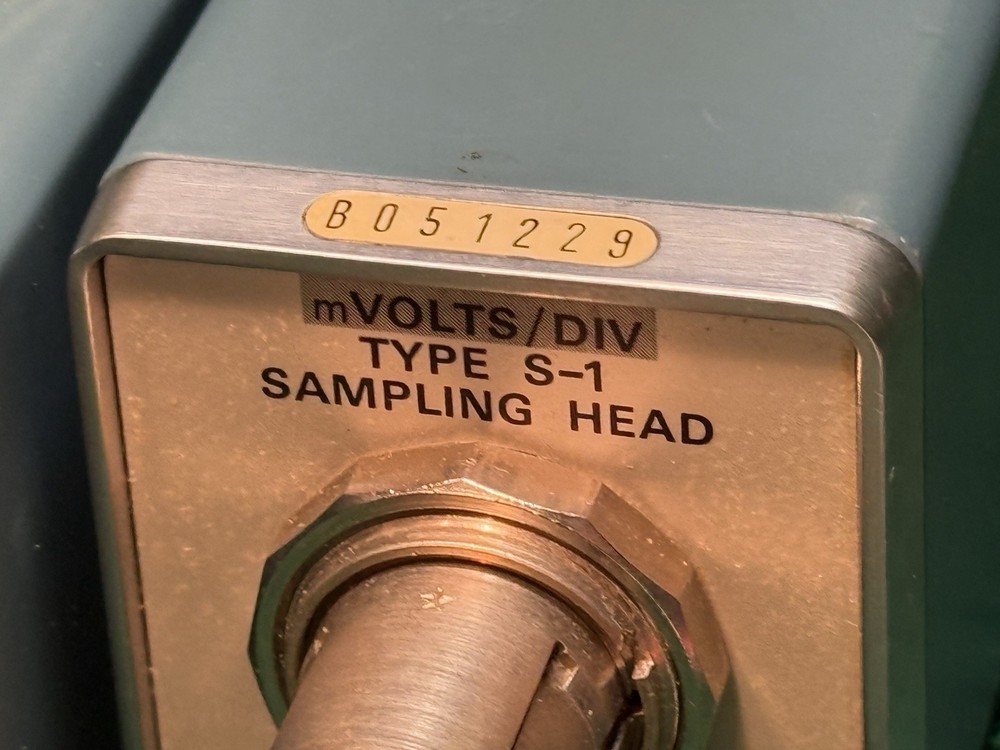 B051229
mVOLTS/DIV
TYPE S-1
SAMPLING HEAD